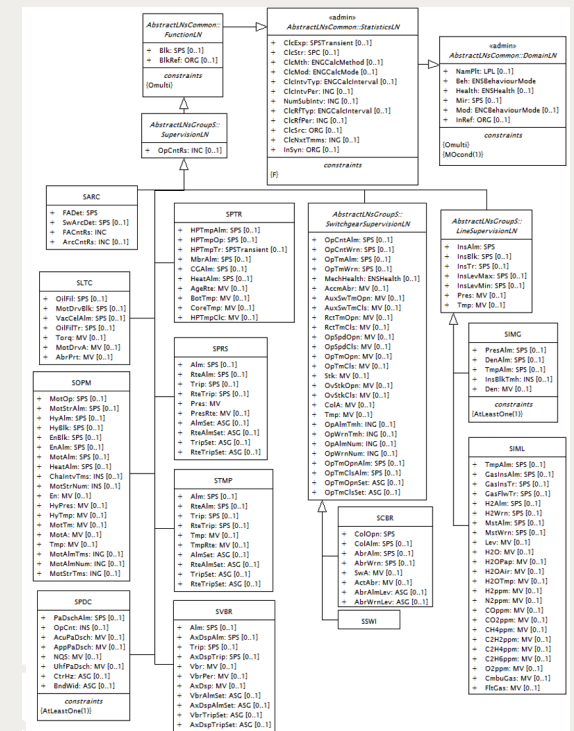 AbstractLNsCommon::
FunctionLN
+ Blk: SPS [0..1]
+ BlkRef: ORG [0..1]
constraints
{Omulti}
«admin»
AbstractLNsCommon::StatisticsLN
+ ClcExp: SPSTransient [0..1]
+ ClcStr: SPC [0..1]
+ ClcMth: ENGCalcMethod [0..1]
+ ClcMod: ENGCalcMode [0..1]
+ ClcIntvTyp: ENGCalcInterval [0..1]
+ ClcIntvPer: ING [0..1]
+ NumSubIntv: ING [0..1]
+ ClcRfTyp: ENGCalcInterval [0..1]
+ ClcRfPer: ING [0..1]
+ ClcSrc: ORG [0..1]
+ ClcNxtTmms: ING [0..1]
+ InSyn: ORG [0..1]
constraints
{F}
«admin»
AbstractLNsCommon::DomainLN
+ NamPlt: LPL [0..1]
+ Beh: ENSBehaviourMode
+ Health: ENSHealth [0..1]
+ Mir: SPS [0..1]
+ Mod: ENCBehaviourMode [0..1]
+ InRef: ORG [0..1]
constraints
{Omulti}
{MOcond(1)}
AbstractLNsGroupS::
SupervisionLN
+ OpCntRs: INC [0..1]
SARC
+ FADet: SPS
+ SwArcDet: SPS [0..1]
+ FACntRs: INC
+ ArcCntRs: INC [0..1]
SPTR
+ HPTmpAlm: SPS [0..1]
+ HPTmpOp: SPS [0..1]
+ HPTmpTr: SPSTransient [0..1]
+ MbrAlm: SPS [0..1]
+ CGAlm: SPS [0..1]
+ HeatAlm: SPS [0..1]
+ AgeRte: MV [0..1]
+ BotTmp: MV [0..1]
+ CoreTmp: MV [0..1]
+ HPTmpClc: MV [0..1]
AbstractLNsGroupS::
SwitchgearSupervisionLN
+ OpCntAlm: SPS [0..1]
+ OpCntWrn: SPS [0..1]
+ OpTmAlm: SPS [0..1]
+ OpTmWrn: SPS [0..1]
+ MechHealth: ENSHealth [0..1]
+ AccmAbr: MV [0..1]
+ AuxSwTmOpn: MV [0..1]
+ AuxSwTmCls: MV [0..1]
+ RctTmOpn: MV [0..1]
+ RctTmCls: MV [0..1]
+ OpSpdOpn: MV [0..1]
+ OpSpdCls: MV [0..1]
+ OpTmOpn: MV [0..1]
+ OpTmCls: MV [0..1]
+ Stk: MV [0..1]
+ OvStkOpn: MV [0..1]
+ OvStkCls: MV [0..1]
+ ColA: MV [0..1]
+ Tmp: MV [0..1]
+ OpAlmTmh: ING [0..1]
+ OpWrnTmh: ING [0..1]
+ OpAlmNum: ING [0..1]
+ OpWrnNum: ING [0..1]
+ OpTmOpnAlm: SPS [0..1]
+ OpTmClsAlm: SPS [0..1]
+ OpTmOpnSet: ASG [0..1]
+ OpTmClsSet: ASG [0..1]
AbstractLNsGroupS::
LineSupervisionLN
+ InsAlm: SPS
+ InsBlk: SPS [0..1]
+ InsTr: SPS [0..1]
+ InsLevMax: SPS [0..1]
+ InsLevMin: SPS [0..1]
+ Pres: MV [0..1]
+ Tmp: MV [0..1]
SLTC
+ OilFil: SPS [0..1]
+ MotDrvBlk: SPS [0..1]
+ VacCelAlm: SPS [0..1]
+ OilFilTr: SPS [0..1]
+ Torq: MV [0..1]
+ MotDrvA: MV [0..1]
+ AbrPrt: MV [0..1]
SPRS
+ Alm: SPS [0..1]
+ RteAlm: SPS [0..1]
+ Trip: SPS [0..1]
+ RteTrip: SPS [0..1]
+ Pres: MV
+ PresRte: MV [0..1]
+ AlmSet: ASG [0..1]
+ RteAlmSet: ASG [0..1]
+ TripSet: ASG [0..1]
+ RteTripSet: ASG [0..1]
SIMG
+ PresAlm: SPS [0..1]
+ DenAlm: SPS [0..1]
+ TmpAlm: SPS [0..1]
+ InsBlkTmh: INS [0..1]
+ Den: MV [0..1]
constraints
{AtLeastOne(1)}
SOPM
+ MotOp: SPS [0..1]
+ MotStrAlm: SPS [0..1]
+ HyAlm: SPS [0..1]
+ HyBlk: SPS [0..1]
+ EnBlk: SPS [0..1]
+ EnAlm: SPS [0..1]
+ MotAlm: SPS [0..1]
+ HeatAlm: SPS [0..1]
+ ChaIntvTms: INS [0..1]
+ MotStrNum: INS [0..1]
+ En: MV [0..1]
+ HyPres: MV [0..1]
+ HyTmp: MV [0..1]
+ MotTm: MV [0..1]
+ MotA: MV [0..1]
+ Tmp: MV [0..1]
+ MotAlmTms: ING [0..1]
+ MotAlmNum: ING [0..1]
+ MotStrTms: ING [0..1]
STMP
+ Alm: SPS [0..1]
+ RteAlm: SPS [0..1]
+ Trip: SPS [0..1]
+ RteTrip: SPS [0..1]
+ Tmp: MV [0..1]
+ TmpRte: MV [0..1]
+ AlmSet: ASG [0..1]
+ RteAlmSet: ASG [0..1]
+ TripSet: ASG [0..1]
+ RteTripSet: ASG [0..1]
SIML
+ TmpAlm: SPS [0..1]
+ GasInsAlm: SPS [0..1]
+ GasInsTr: SPS [0..1]
+ GasFlwTr: SPS [0..1]
+ H2Alm: SPS [0..1]
+ H2Wrn: SPS [0..1]
+ MstAlm: SPS [0..1]
+ MstWrn: SPS [0..1]
+ Lev: MV [0..1]
+ H2O: MV [0..1]
+ H2OPap: MV [0..1]
+ H2OAir: MV [0..1]
+ H2OTmp: MV [0..1]
+ H2ppm: MV [0..1]
+ N2ppm: MV [0..1]
+ COppm: MV [0..1]
+ CO2ppm: MV [0..1]
+ CH4ppm: MV [0..1]
+ C2H2ppm: MV [0..1]
+ C2H4ppm: MV [0..1]
+ C2H6ppm: MV [0..1]
+ O2ppm: MV [0..1]
+ CmbuGas: MV [0..1]
+ FltGas: MV [0..1]
SCBR
+ ColOpn: SPS
+ ColAlm: SPS [0..1]
+ AbrAlm: SPS [0..1]
+ AbrWrn: SPS [0..1]
+ SwA: MV [0..1]
+ ActAbr: MV [0..1]
+ AbrAlmLev: ASG [0..1]
+ AbrWrnLev: ASG [0..1]
SSWI
SPDC
+ PaDschAlm: SPS [0..1]
+ OpCnt: INS [0..1]
+ AcuPaDsch: MV [0..1]
+ AppPaDsch: MV [0..1]
+ NQS: MV [0..1]
+ UhfPaDsch: MV [0..1]
+ CtrHz: ASG [0..1]
+ BndWid: ASG [0..1]
constraints
{AtLeastOne(1)}
SVBR
+ Alm: SPS [0..1]
+ AxDspAlm: SPS [0..1]
+ Trip: SPS [0..1]
+ AxDspTrip: SPS [0..1]
+ Vbr: MV [0..1]
+ VbrPer: MV [0..1]
+ AxDsp: MV [0..1]
+ VbrAlmSet: ASG [0..1]
+ AxDspAlmSet: ASG [0..1]
+ VbrTripSet: ASG [0..1]
+ AxDspTripSet: ASG [0..1]